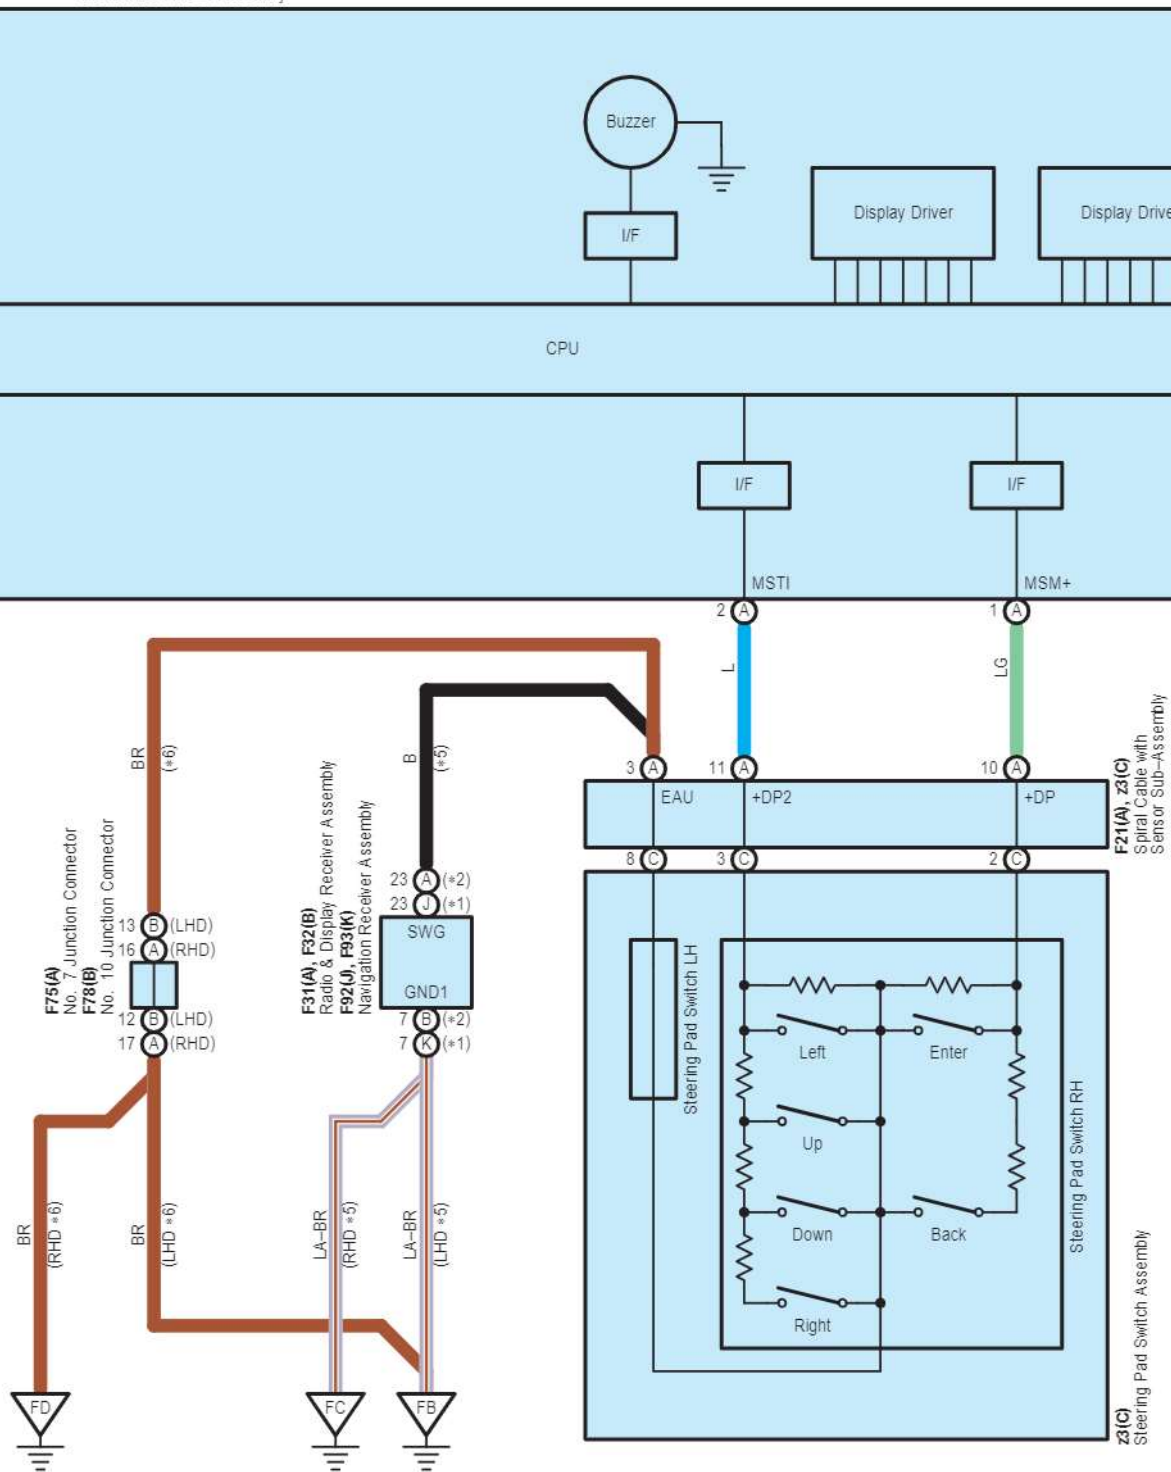 Buzzer
I/F
Display Driver
Display Drive
CPU
I/F
I/F
MSTI
MSM+
2 A
1 A
L
LG
BR
(*6)
B
(*5)
3 A
11 A
10 A
EAU
+DP2
+DP
F21(A), z3(C)
Spiral Cable with
Sensor Sub-Assembly
8 C
3 C
2 C
F75(A)
No. 7 Junction Connector
F78(B)
No. 10 Junction Connector
13 B (LHD)
16 A (RHD)
12 B (LHD)
17 A (RHD)
F31(A), F32(B)
Radio & Display Receiver Assembly
F92(J), F93(K)
Navigation Receiver Assembly
23 A (*2)
23 J (*1)
SWG
GND1
7 B (*2)
7 K (*1)
Steering Pad Switch LH
Left
Enter
Up
Down
Back
Right
Steering Pad Switch RH
BR
(RHD *6)
BR
(LHD *6)
LA-BR
(RHD *5)
LA-BR
(LHD *5)
FD
FC
FB
z3(C)
Steering Pad Switch Assembly